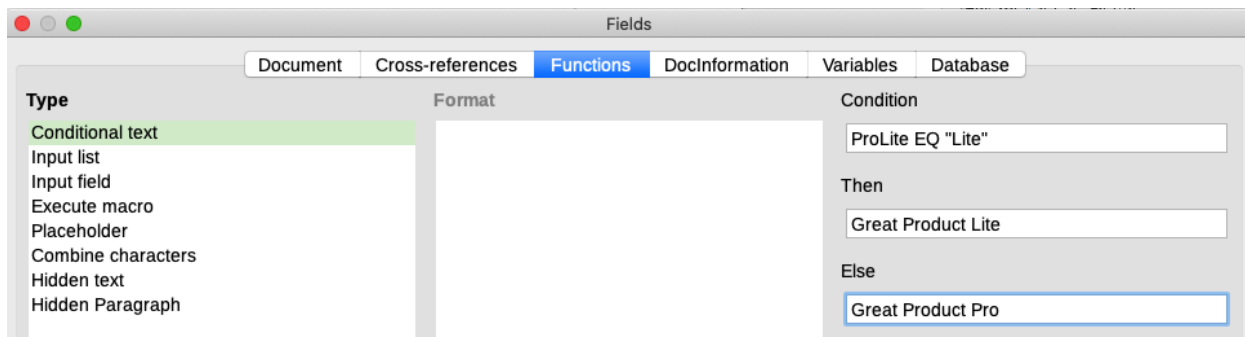 Fields
Document Cross-references Functions DocInformation Variables Database
Type
Conditional text
Input list
Input field
Execute macro
Placeholder
Combine characters
Hidden text
Hidden Paragraph
Format
Condition
ProLite EQ "Lite"
Then
Great Product Lite
Else
Great Product Pro